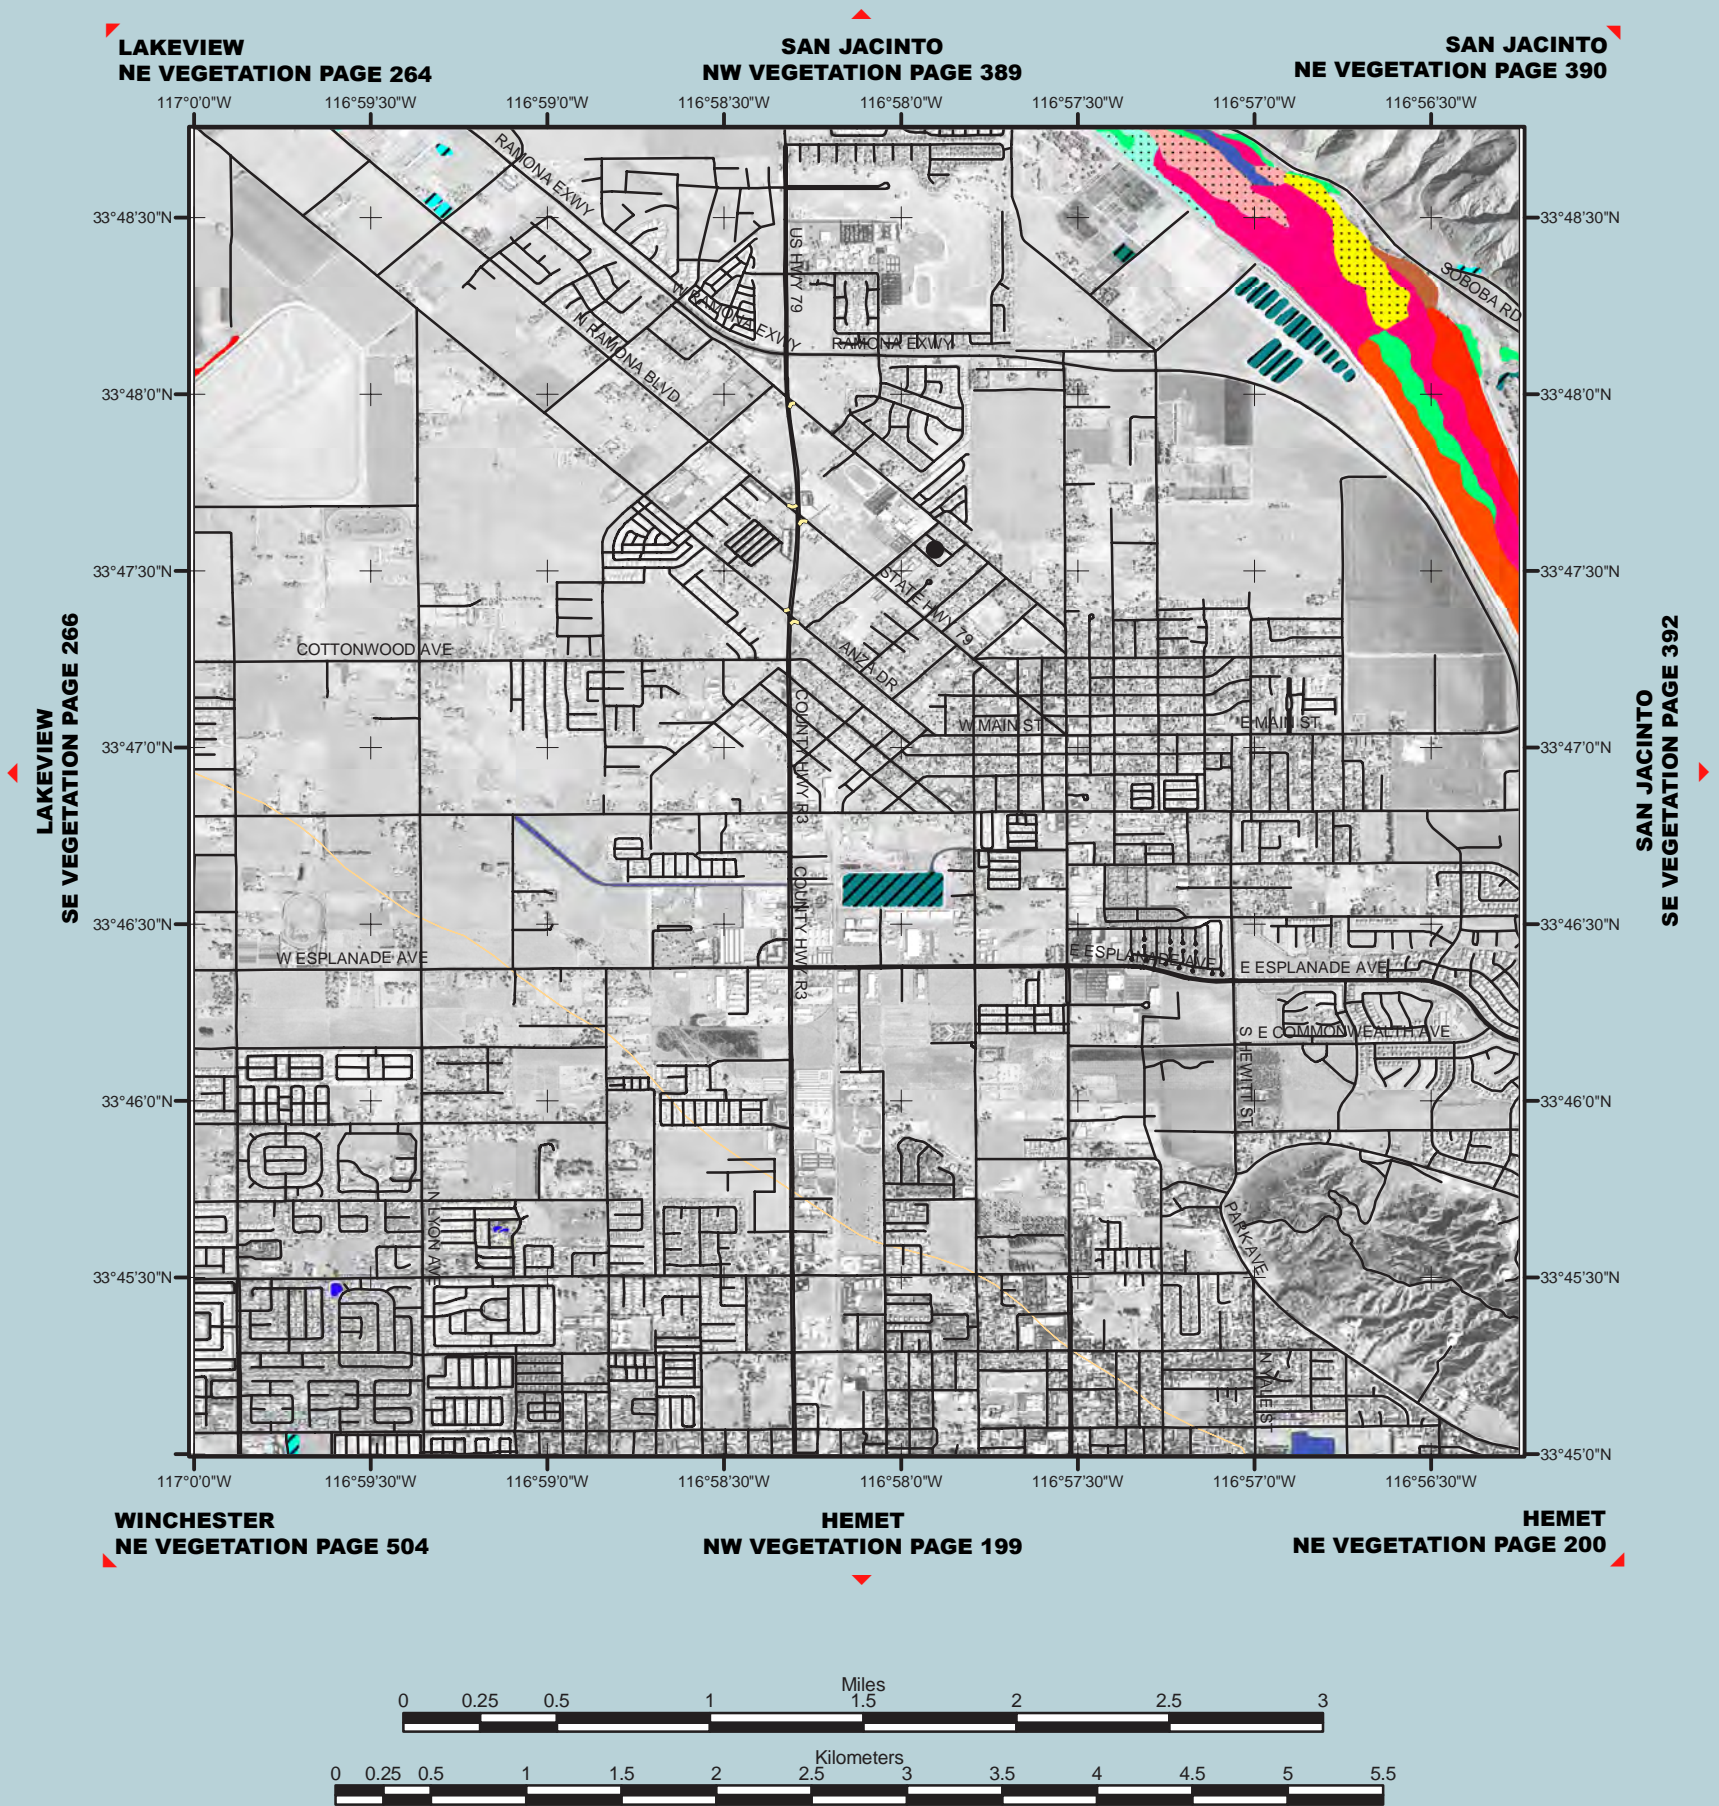 LAKEVIEW
NE VEGETATION PAGE 264
SAN JACINTO
NW VEGETATION PAGE 389
SAN JACINTO
NE VEGETATION PAGE 390
117°0'0"W
116°59'30"W
116°59'0"W
116°58'30"W
116°58'0"W
116°57'30"W
116°57'0"W
116°56'30"W
RAMONA EXWY
33°48'30"N
33°48'30"N
US HWY 79
SOBOBA RD
W RAMONA EXWY
N RAMONA BLVD
RAMONA EXWY
33°48'0"N
33°48'0"N
33°47'30"N
33°47'30"N
STATE HWY 79
LAKEVIEW
SE VEGETATION PAGE 266
SAN JACINTO
SE VEGETATION PAGE 392
COTTONWOOD AVE
ANZA DR
COUNTY HWY R3
W MAIN ST
E MAIN ST
33°47'0"N
33°47'0"N
COUNTY HWY R3
33°46'30"N
33°46'30"N
W ESPLANADE AVE
E ESPLANADE AVE
E ESPLANADE AVE
S HEWITT ST
E COMMONWEALTH AVE
33°46'0"N
33°46'0"N
N LYON AVE
PARK AVE
33°45'30"N
33°45'30"N
N YALE ST
33°45'0"N
117°0'0"W
116°59'30"W
116°59'0"W
116°58'30"W
116°58'0"W
116°57'30"W
116°57'0"W
116°56'30"W
WINCHESTER
NE VEGETATION PAGE 504
HEMET
NW VEGETATION PAGE 199
HEMET
NE VEGETATION PAGE 200
Miles
0 0.25 0.5 1 1.5 2 2.5 3
Kilometers
0 0.25 0.5 1 1.5 2 2.5 3 3.5 4 4.5 5 5.5